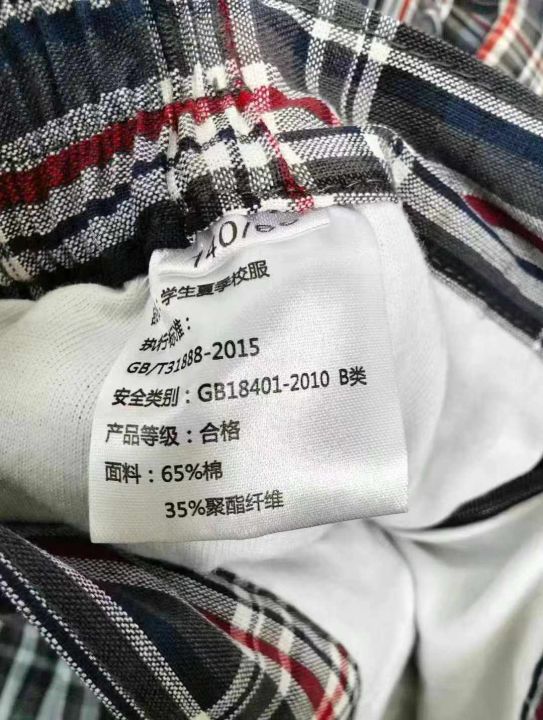 学生夏季校服
执行标准：
GB/T31888-2015
安全类别：GB18401-2010 B类
产品等级：合格
面料：65%棉
35%聚酯纤维